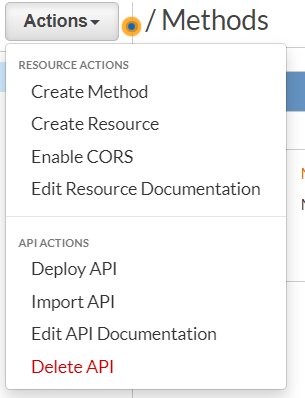 Actions
/ Methods
RESOURCE ACTIONS
Create Method
Create Resource
Enable CORS
Edit Resource Documentation
API ACTIONS
Deploy API
Import API
Edit API Documentation
Delete API